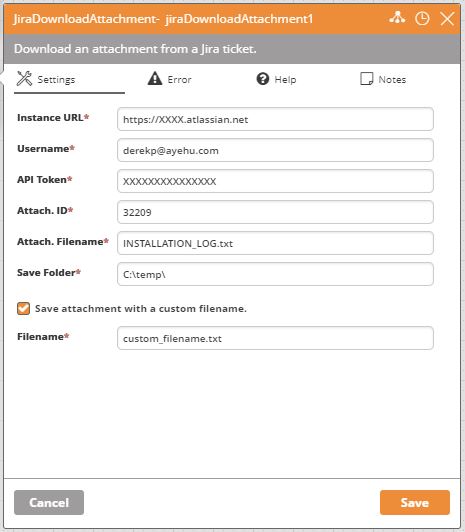 JiraDownloadAttachment- jiraDownloadAttachment1
Download an attachment from a Jira ticket.
Settings Error Help Notes
Instance URL* https://XXXX.atlassian.net
Username* derekp@ayehu.com
API Token* XXXXXXXXXXXXXXX
Attach. ID* 32209
Attach. Filename* INSTALLATION_LOG.txt
Save Folder* C:\temp\
Save attachment with a custom filename.
Filename* custom_filename.txt
Cancel Save